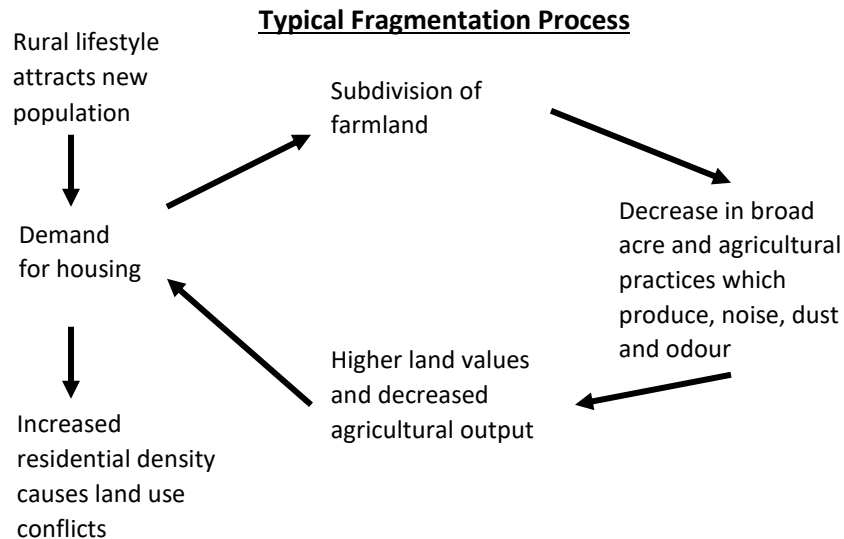 Typical Fragmentation Process
Rural lifestyle
attracts new
population
Subdivision of
farmland
Demand
for housing
Decrease in broad
acre and agricultural
practices which
produce, noise, dust
and odour
Higher land values
and decreased
agricultural output
Increased
residential density
causes land use
conflicts